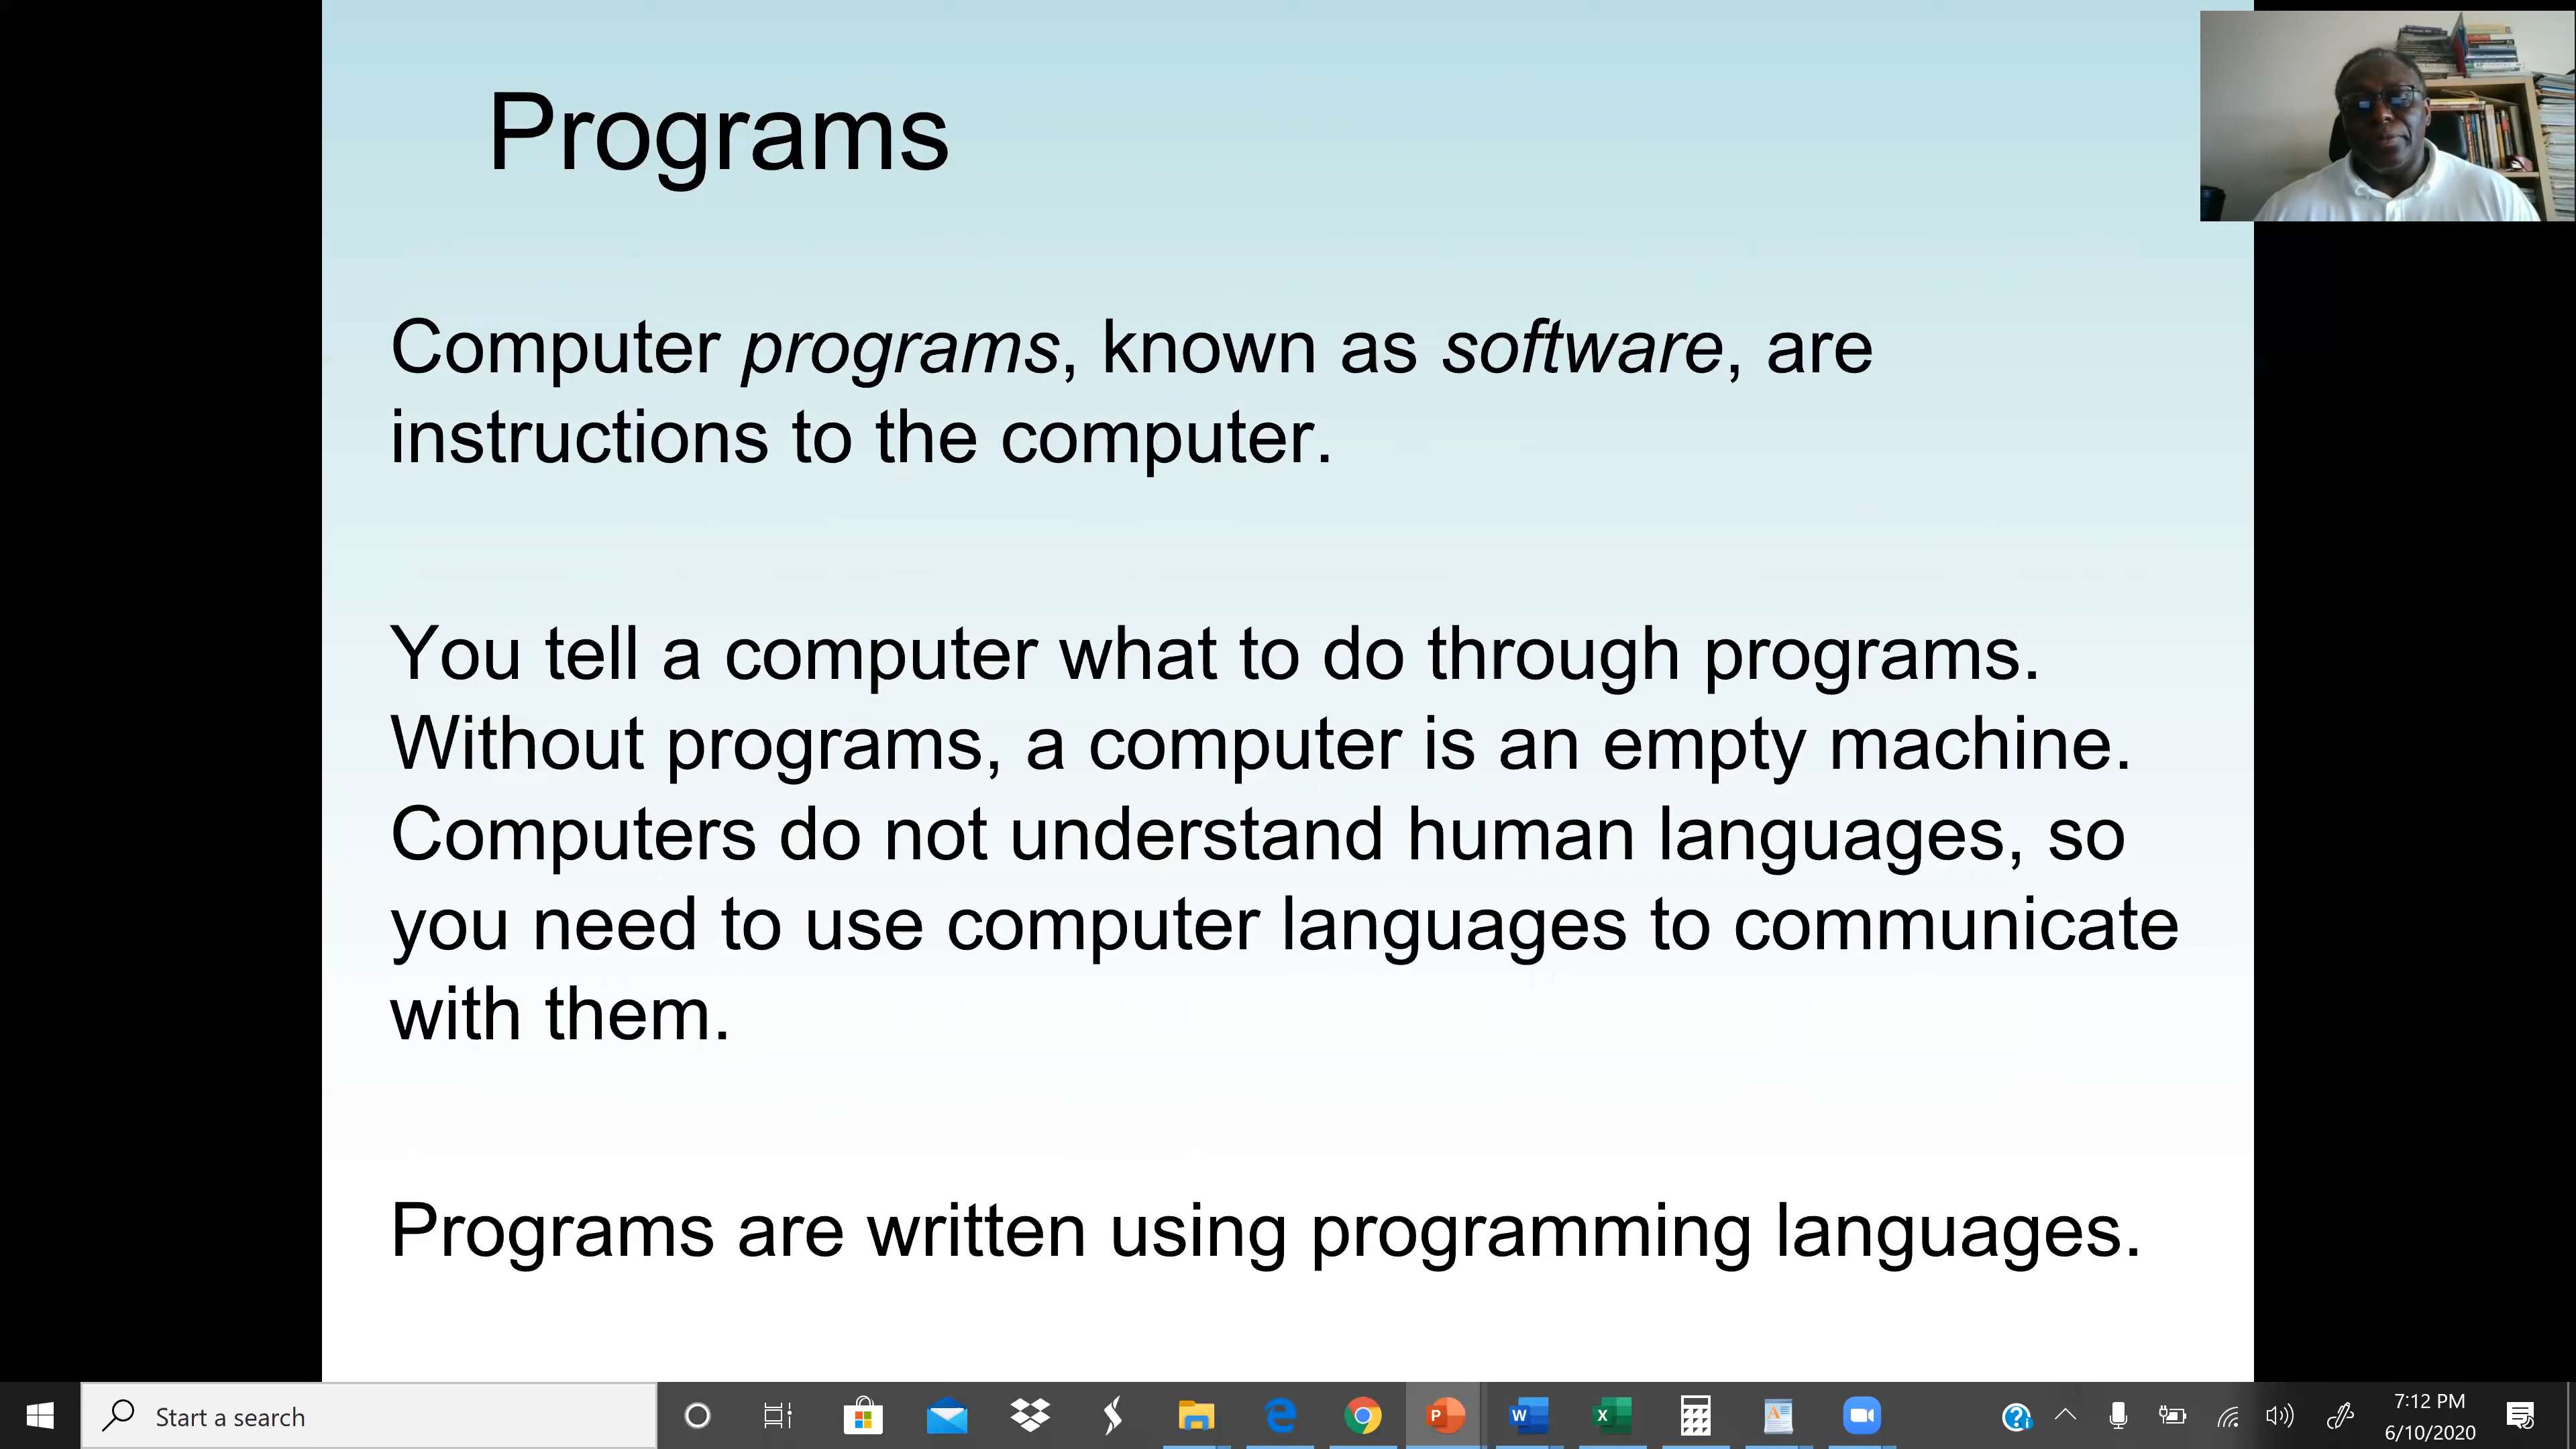 Programs
Computer programs, known as software, are
instructions to the computer.
You tell a computer what to do through programs.
Without programs, a computer is an empty machine.
Computers do not understand human languages, so
you need to use computer languages to communicate
with them.
Programs are written using programming languages.
Start a search
7:12 PM
6/10/2020